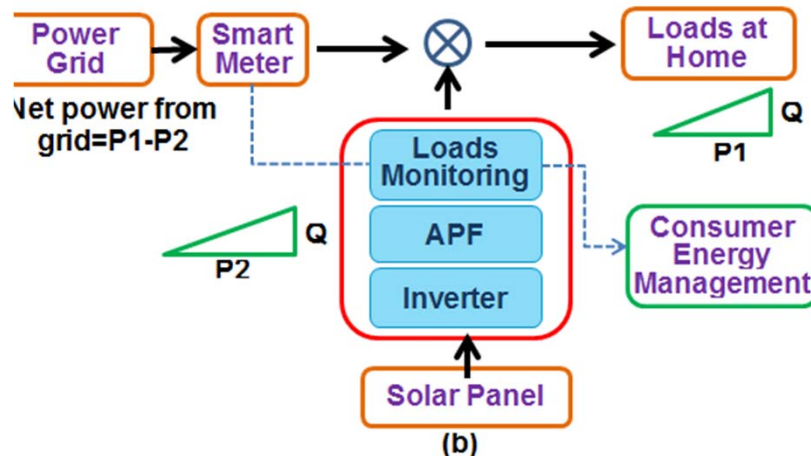 Power
Grid
Smart
Meter
Loads at
Home
Net power from
grid=P1-P2
Q
P1
Loads
Monitoring
APF
Inverter
Q
P2
Consumer
Energy
Management
Solar Panel
(b)